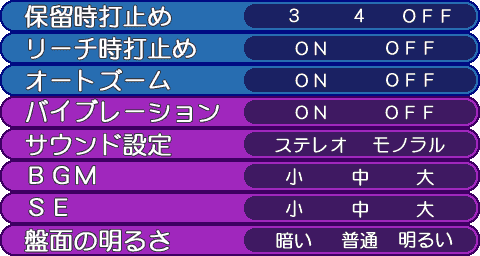 保留時打止め ３ ４ ＯＦＦ
リーチ時打止め ＯＮ ＯＦＦ
オートズーム ＯＮ ＯＦＦ
バイブレーション ＯＮ ＯＦＦ
サウンド設定 ステレオ モノラル
ＢＧＭ 小 中 大
ＳＥ 小 中 大
盤面の明るさ 暗い 普通 明るい